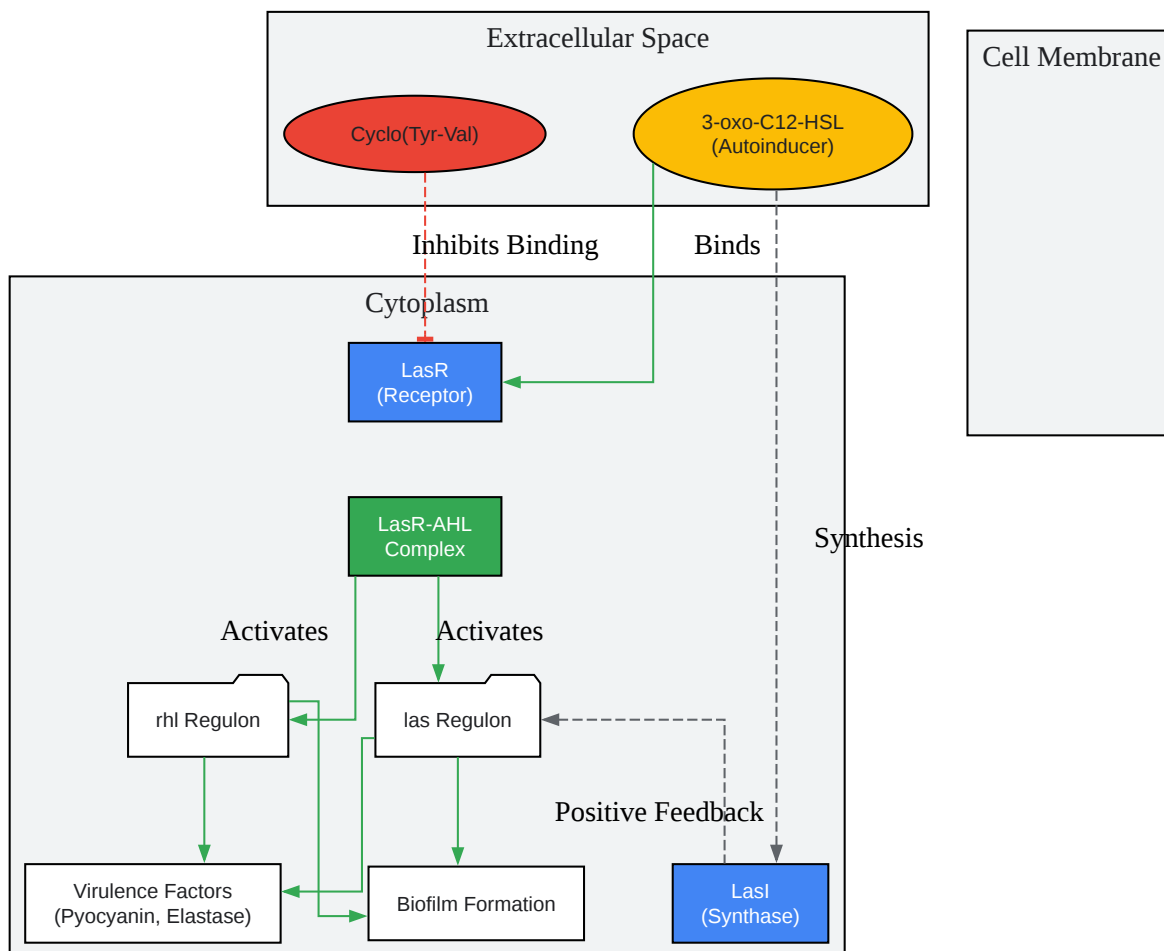 Extracellular Space
Cell Membrane
Cyclo(Tyr-Val)
3-oxo-C12-HSL
(Autoinducer)
Inhibits Binding
Binds
Cytoplasm
LasR
(Receptor)
LasR-AHL
Complex
Synthesis
Activates
Activates
rhl Regulon
las Regulon
Positive Feedback
Virulence Factors
(Pyocyanin, Elastase)
Biofilm Formation
LasI
(Synthase)